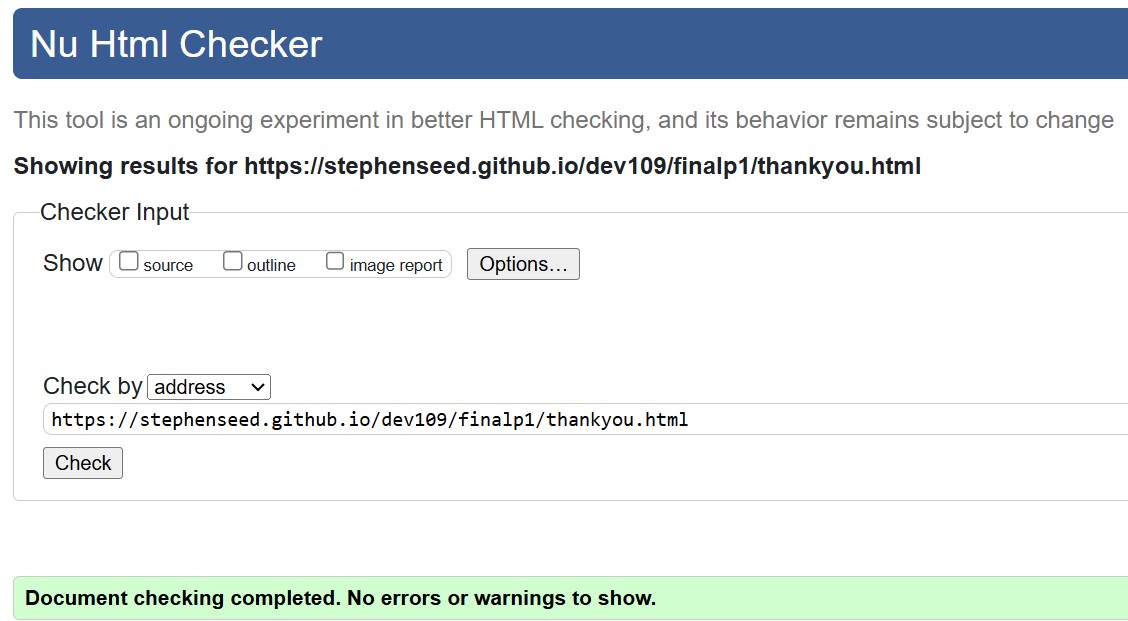 Nu Html Checker
This tool is an ongoing experiment in better HTML checking, and its behavior remains subject to change
Showing results for https://stephenseed.github.io/dev109/finalp1/thankyou.html
Checker Input
Show source outline image report Options...
Check by address
https://stephenseed.github.io/dev109/finalp1/thankyou.html
Check
Document checking completed. No errors or warnings to show.